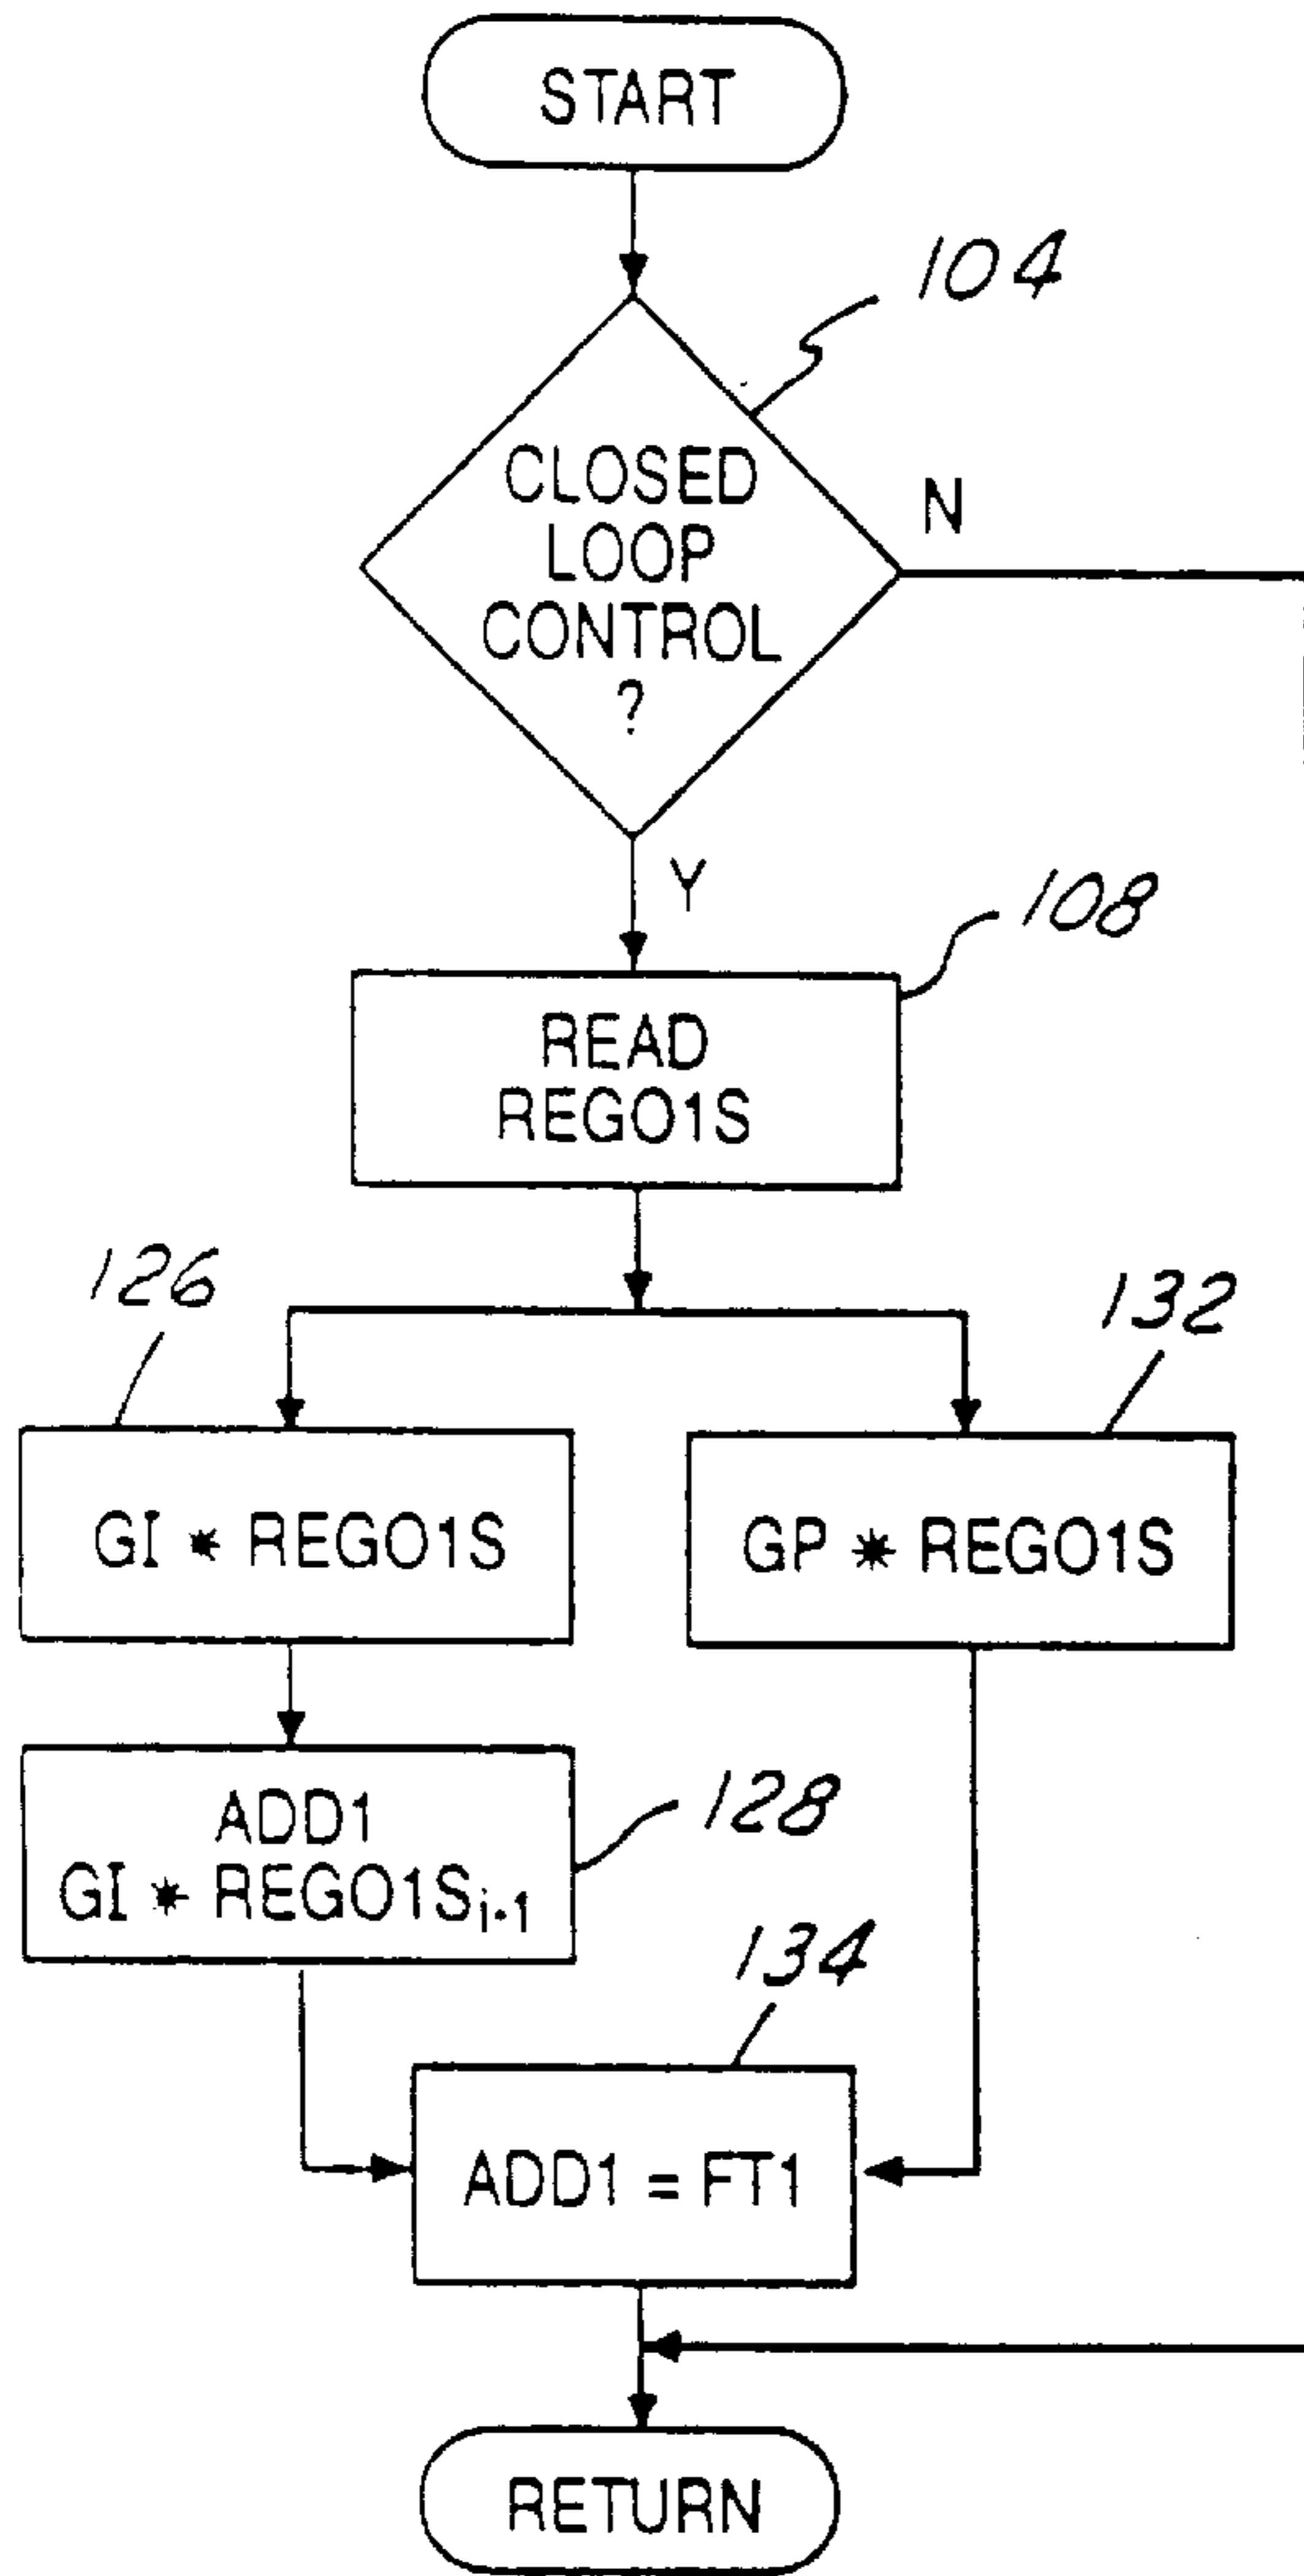 START
104
CLOSED
LOOP
CONTROL
?
N
Y
108
READ
REGO1S
126
132
GI * REGO1S
GP * REGO1S
ADD1
GI * REGO1Si-1
128
134
ADD1 = FT1
RETURN